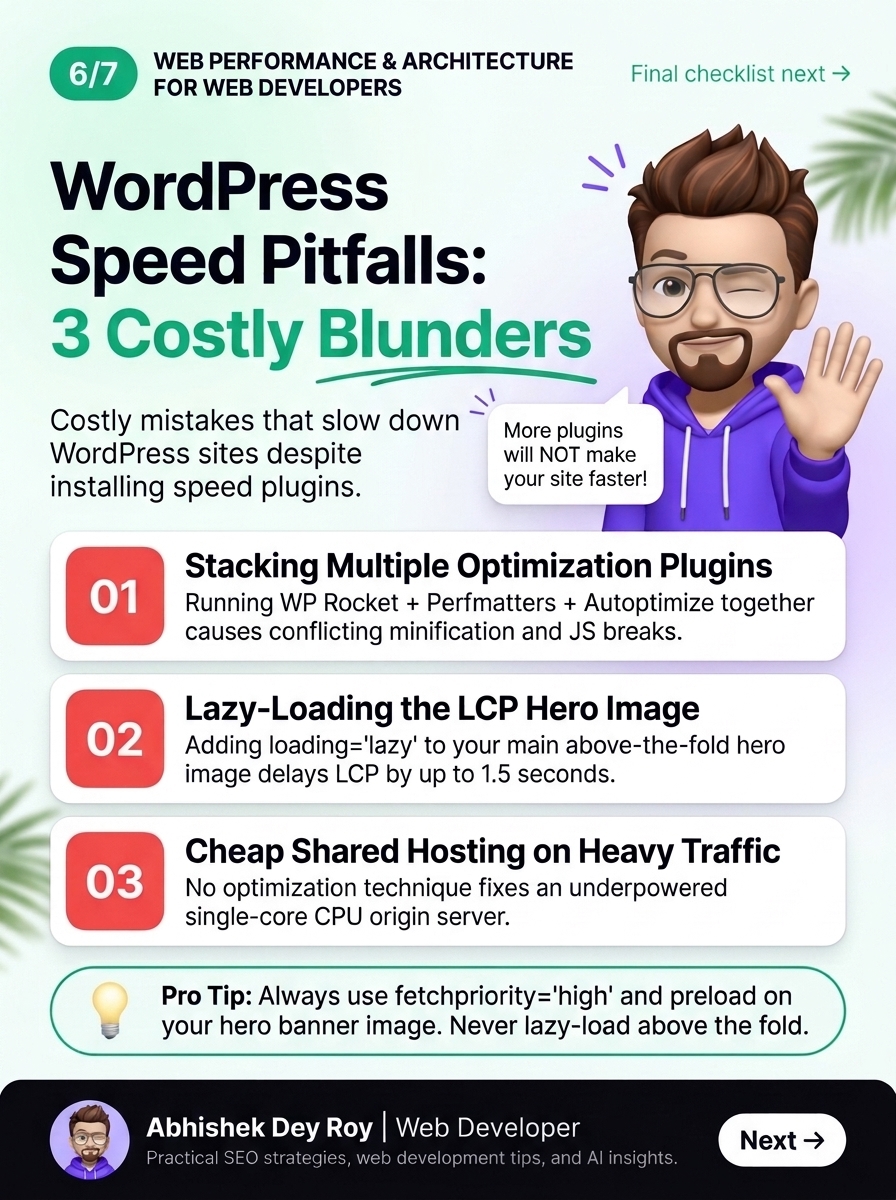 6/7
WEB PERFORMANCE & ARCHITECTURE
FOR WEB DEVELOPERS
Final checklist next →
WordPress
Speed Pitfalls:
3 Costly Blunders
Costly mistakes that slow down
WordPress sites despite
installing speed plugins.
More plugins
will NOT make
your site faster!
01
Stacking Multiple Optimization Plugins
Running WP Rocket + Perfmatters + Autoptimize together
causes conflicting minification and JS breaks.
02
Lazy-Loading the LCP Hero Image
Adding loading='lazy' to your main above-the-fold hero
image delays LCP by up to 1.5 seconds.
03
Cheap Shared Hosting on Heavy Traffic
No optimization technique fixes an underpowered
single-core CPU origin server.
Pro Tip: Always use fetchpriority='high' and preload on
your hero banner image. Never lazy-load above the fold.
Abhishek Dey Roy | Web Developer
Practical SEO strategies, web development tips, and AI insights.
Next →